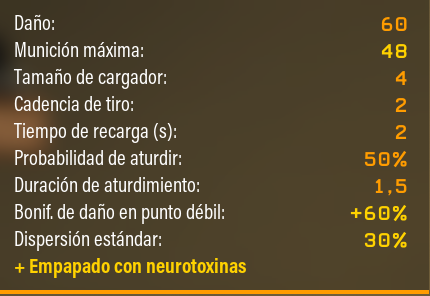 Daño: 60
Munición máxima: 48
Tamaño de cargador: 4
Cadencia de tiro: 2
Tiempo de recarga (s): 2
Probabilidad de aturdir: 50%
Duración de aturdimiento: 1,5
Bonif. de daño en punto débil: +60%
Dispersión estándar: 30%
+ Empapado con neurotoxinas